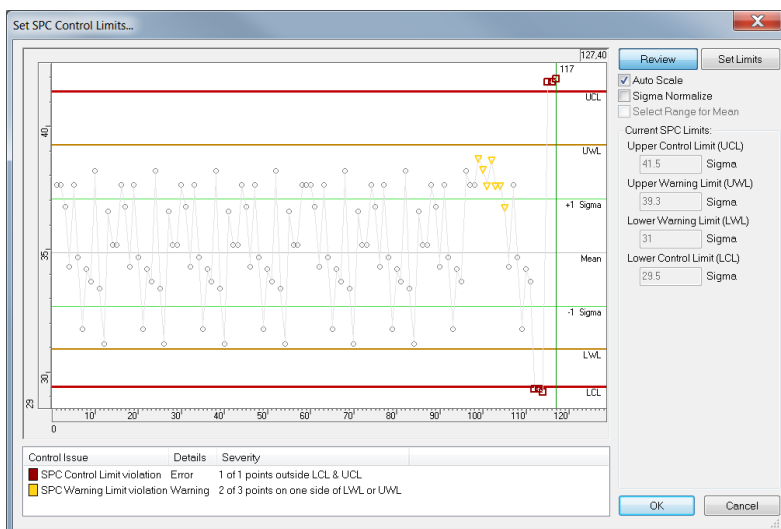 Set SPC Control Limits...
127,40
117
UCL
UWL
+1 Sigma
Mean
-1 Sigma
LWL
LCL
40
35
30
29
10' 20' 30' 40' 50' 60' 70' 80' 90' 100' 110' 120'
0
Review Set Limits
Auto Scale
Sigma Normalize
Select Range for Mean
Current SPC Limits:
Upper Control Limit (UCL)
41.5 Sigma
Upper Warning Limit (UWL)
39.3 Sigma
Lower Warning Limit (LWL)
31 Sigma
Lower Control Limit (LCL)
29.5 Sigma
Control Issue Details Severity
SPC Control Limit violation Error 1 of 1 points outside LCL & UCL
SPC Warning Limit violation Warning 2 of 3 points on one side of LWL or UWL
OK Cancel